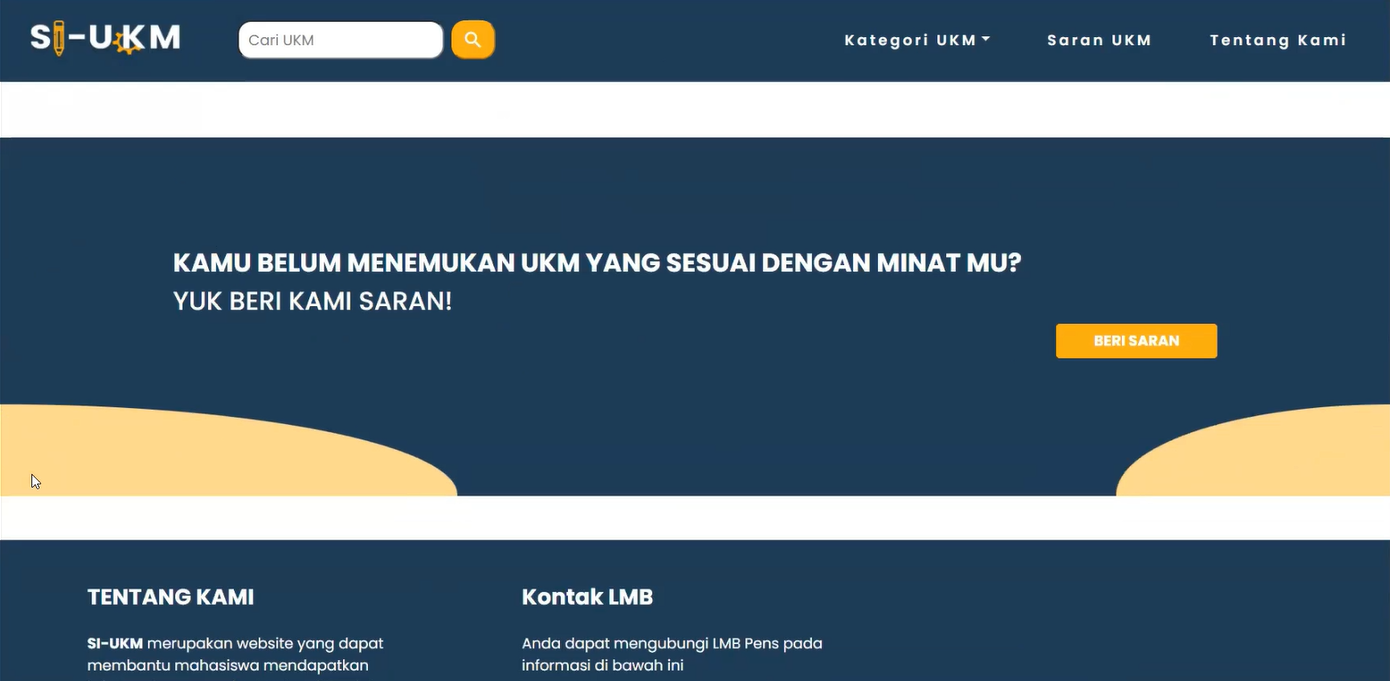 SI-UKM
Cari UKM
Kategori UKM
Saran UKM
Tentang Kami
KAMU BELUM MENEMUKAN UKM YANG SESUAI DENGAN MINAT MU?
YUK BERI KAMI SARAN!
BERI SARAN
TENTANG KAMI
SI-UKM merupakan website yang dapat
membantu mahasiswa mendapatkan
Kontak LMB
Anda dapat mengubungi LMB Pens pada
informasi di bawah ini